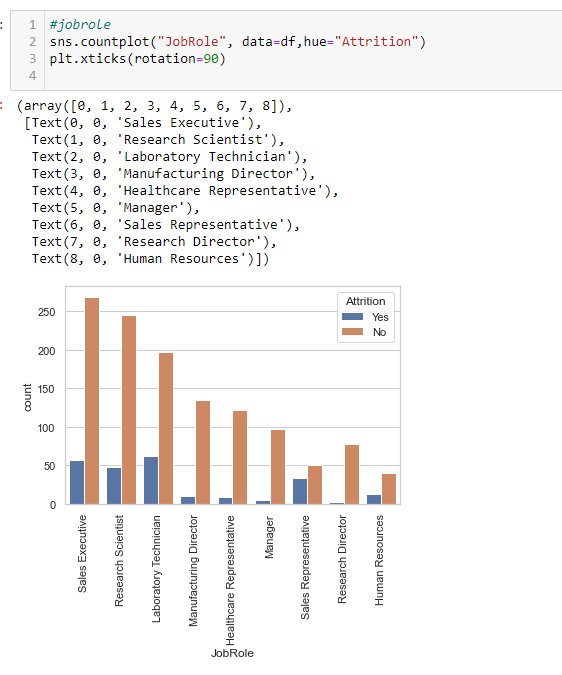 :
1 #jobrole
2 sns.countplot("JobRole", data=df,hue="Attrition")
3 plt.xticks(rotation=90)
4
: (array([0, 1, 2, 3, 4, 5, 6, 7, 8]),
[Text(0, 0, 'Sales Executive'),
Text(1, 0, 'Research Scientist'),
Text(2, 0, 'Laboratory Technician'),
Text(3, 0, 'Manufacturing Director'),
Text(4, 0, 'Healthcare Representative'),
Text(5, 0, 'Manager'),
Text(6, 0, 'Sales Representative'),
Text(7, 0, 'Research Director'),
Text(8, 0, 'Human Resources')])
Attrition
Yes
No
250
200
150
100
50
0
count
Sales Executive
Research Scientist
Laboratory Technician
Manufacturing Director
Healthcare Representative
Manager
Sales Representative
Research Director
Human Resources
JobRole